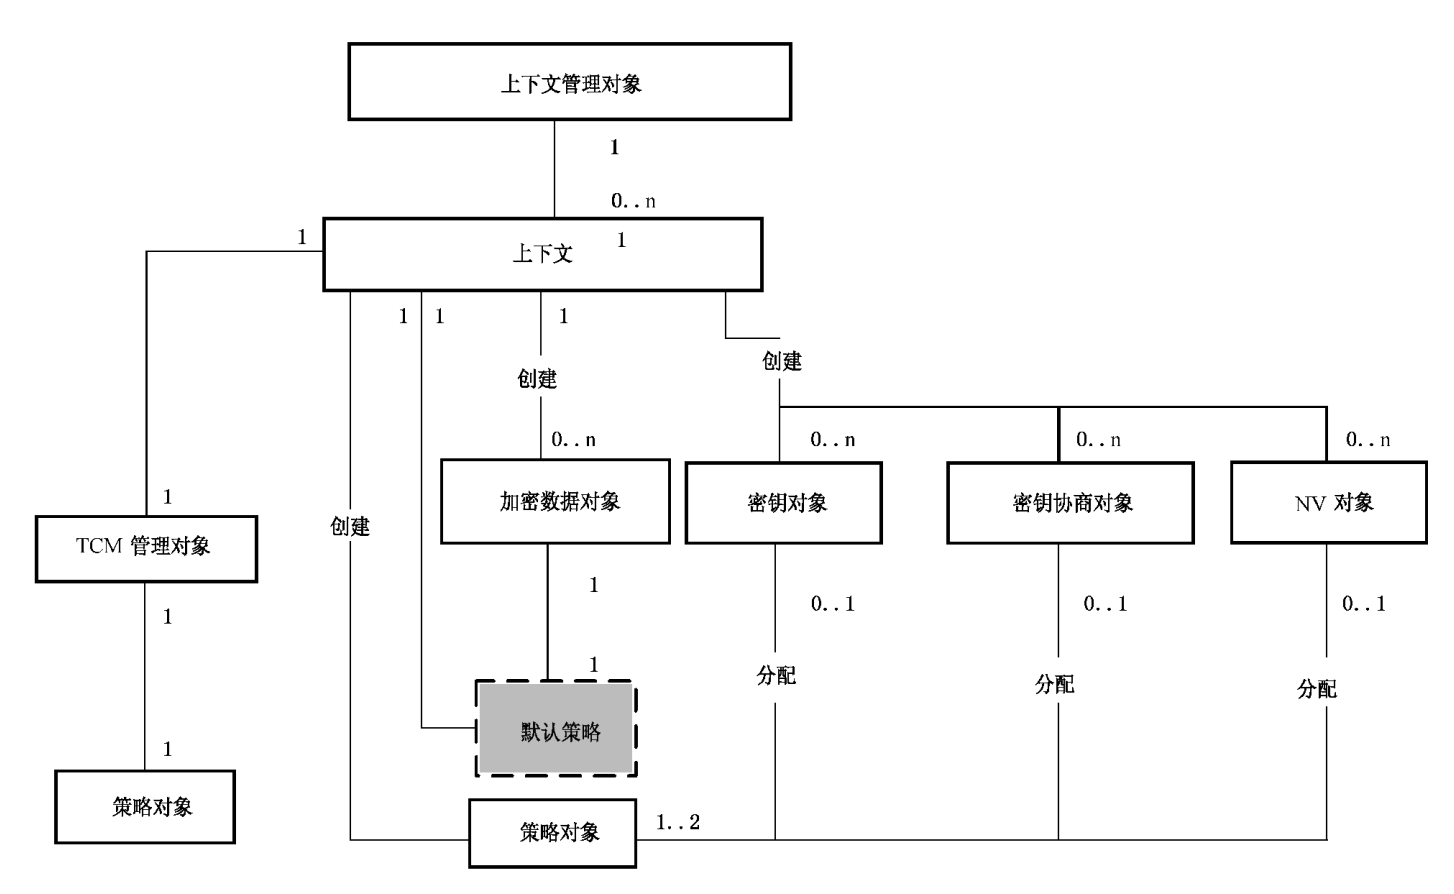 上下文管理对象
1
0..n
1
上下文
1
1
1
1
创建
创建
0..n
0..n
0..n
0..n
1
加密数据对象
密钥对象
密钥协商对象
NV 对象
创建
TCM 管理对象
1
0..1
0..1
0..1
1
1
分配
分配
分配
默认策略
1
策略对象
策略对象
1..2